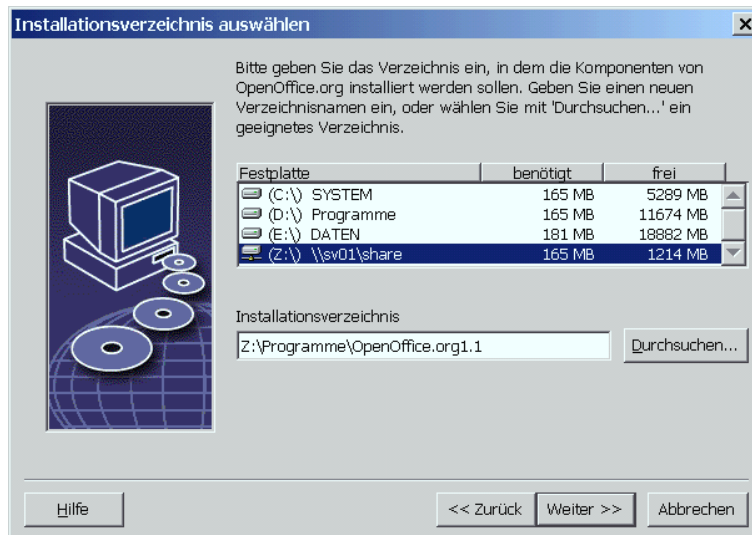 Installationsverzeichnis auswählen
Bitte geben Sie das Verzeichnis ein, in dem die Komponenten von
OpenOffice.org installiert werden sollen. Geben Sie einen neuen
Verzeichnisnamen ein, oder wählen Sie mit 'Durchsuchen...' ein
geeignetes Verzeichnis.
Festplatte benötigt frei
(C:\) SYSTEM 165 MB 5289 MB
(D:\) Programme 165 MB 11674 MB
(E:\) DATEN 181 MB 18882 MB
(Z:\) \\sv01\share 165 MB 1214 MB
Installationsverzeichnis
Z:\Programme\OpenOffice.org1.1 Durchsuchen...
Hilfe << Zurück Weiter >> Abbrechen